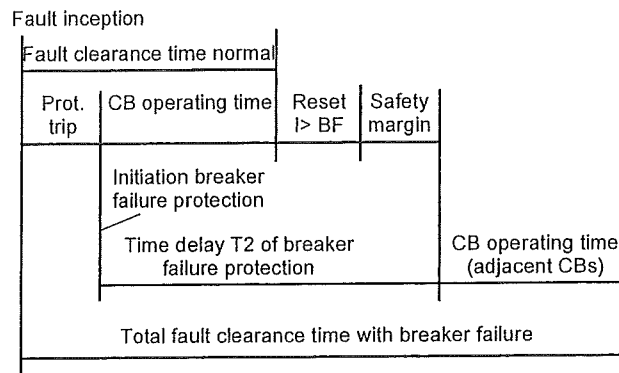 Fault inception
Fault clearance time normal
Prot.
trip
CB operating time
Reset
I> BF
Safety
margin
Initiation breaker
failure protection
Time delay T2 of breaker
failure protection
CB operating time
(adjacent CBs)
Total fault clearance time with breaker failure